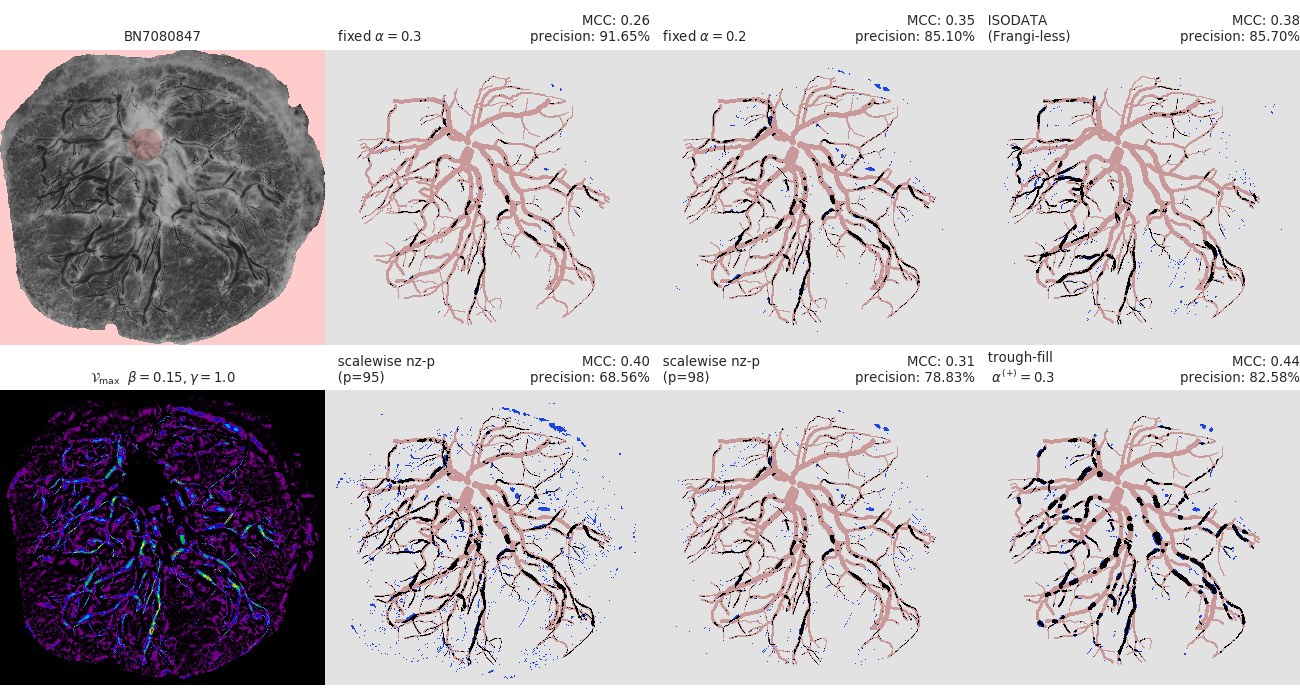 BN7080847
fixed α = 0.3
MCC: 0.26
precision: 91.65%
fixed α = 0.2
MCC: 0.35
precision: 85.10%
ISODATA
(Frangi-less)
MCC: 0.38
precision: 85.70%
𝒱max β = 0.15, γ = 1.0
scalewise nz-p
(p=95)
MCC: 0.40
precision: 68.56%
scalewise nz-p
(p=98)
MCC: 0.31
precision: 78.83%
trough-fill
α(+) = 0.3
MCC: 0.44
precision: 82.58%